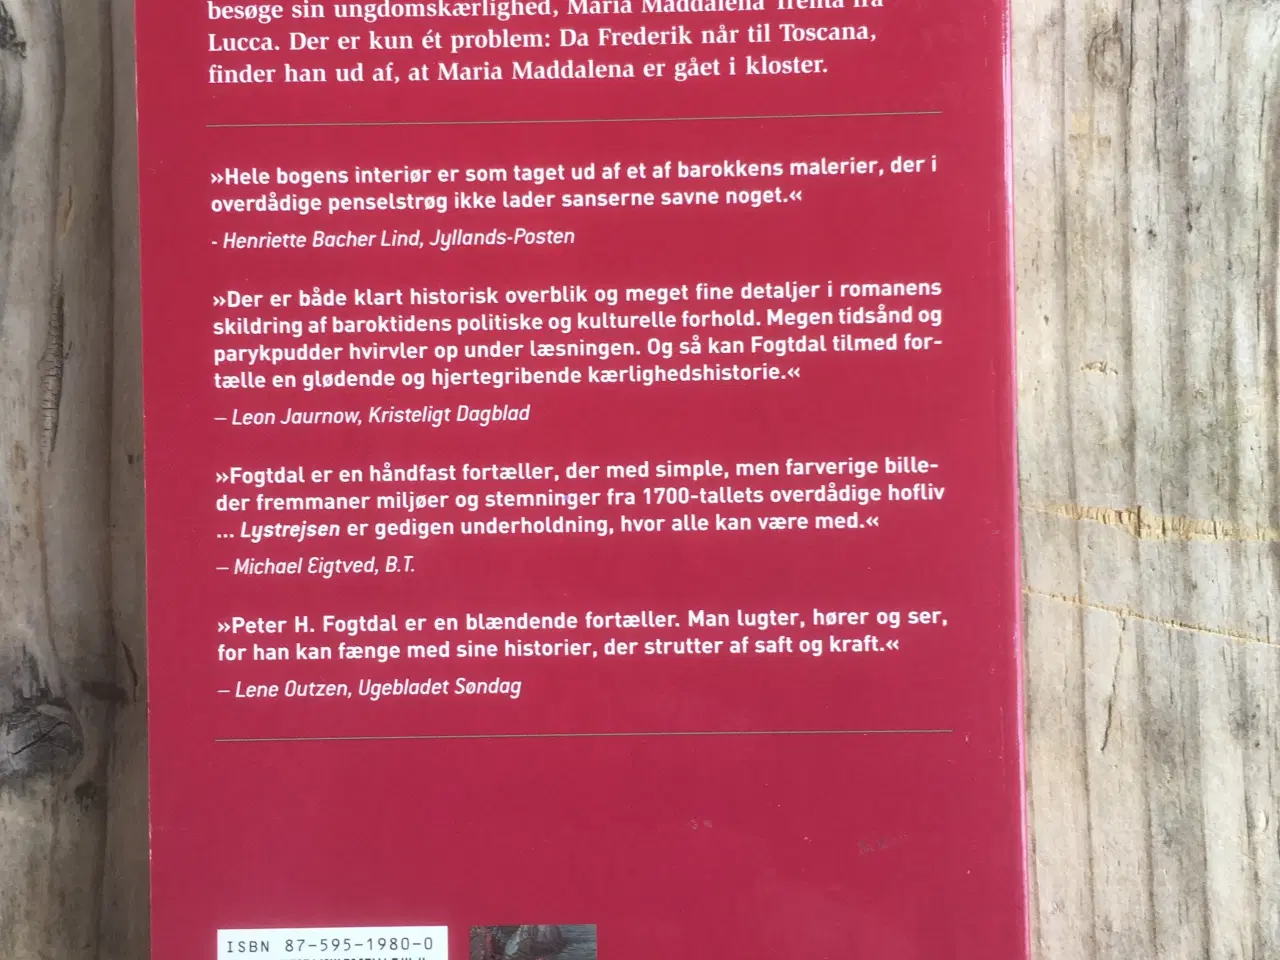 besøge sin ungdomskærlighed, Maria Maddalena Trenta fra
Lucca. Der er kun ét problem: Da Frederik når til Toscana,
finder han ud af, at Maria Maddalena er gået i kloster.
»Hele bogens interiør er som taget ud af et af barokkens malerier, der i
overdådige penselstrøg ikke lader sanserne savne noget.«
- Henriette Bacher Lind, Jyllands-Posten
»Der er både klart historisk overblik og meget fine detaljer i romanens
skildring af baroktidens politiske og kulturelle forhold. Megen tidsånd og
parykpudder hvirvler op under læsningen. Og så kan Fogtdal tilmed for-
tælle en glødende og hjertegribende kærlighedshistorie.«
– Leon Jaurnow, Kristeligt Dagblad
»Fogtdal er en håndfast fortæller, der med simple, men farverige bille-
der fremmaner miljøer og stemninger fra 1700-tallets overdådige hofliv
... Lystrejsen er gedigen underholdning, hvor alle kan være med.«
– Michael Eigtved, B.T.
»Peter H. Fogtdal er en blændende fortæller. Man lugter, hører og ser,
for han kan fænge med sine historier, der strutter af saft og kraft.«
– Lene Outzen, Ugebladet Søndag
ISBN 87-595-1980-0